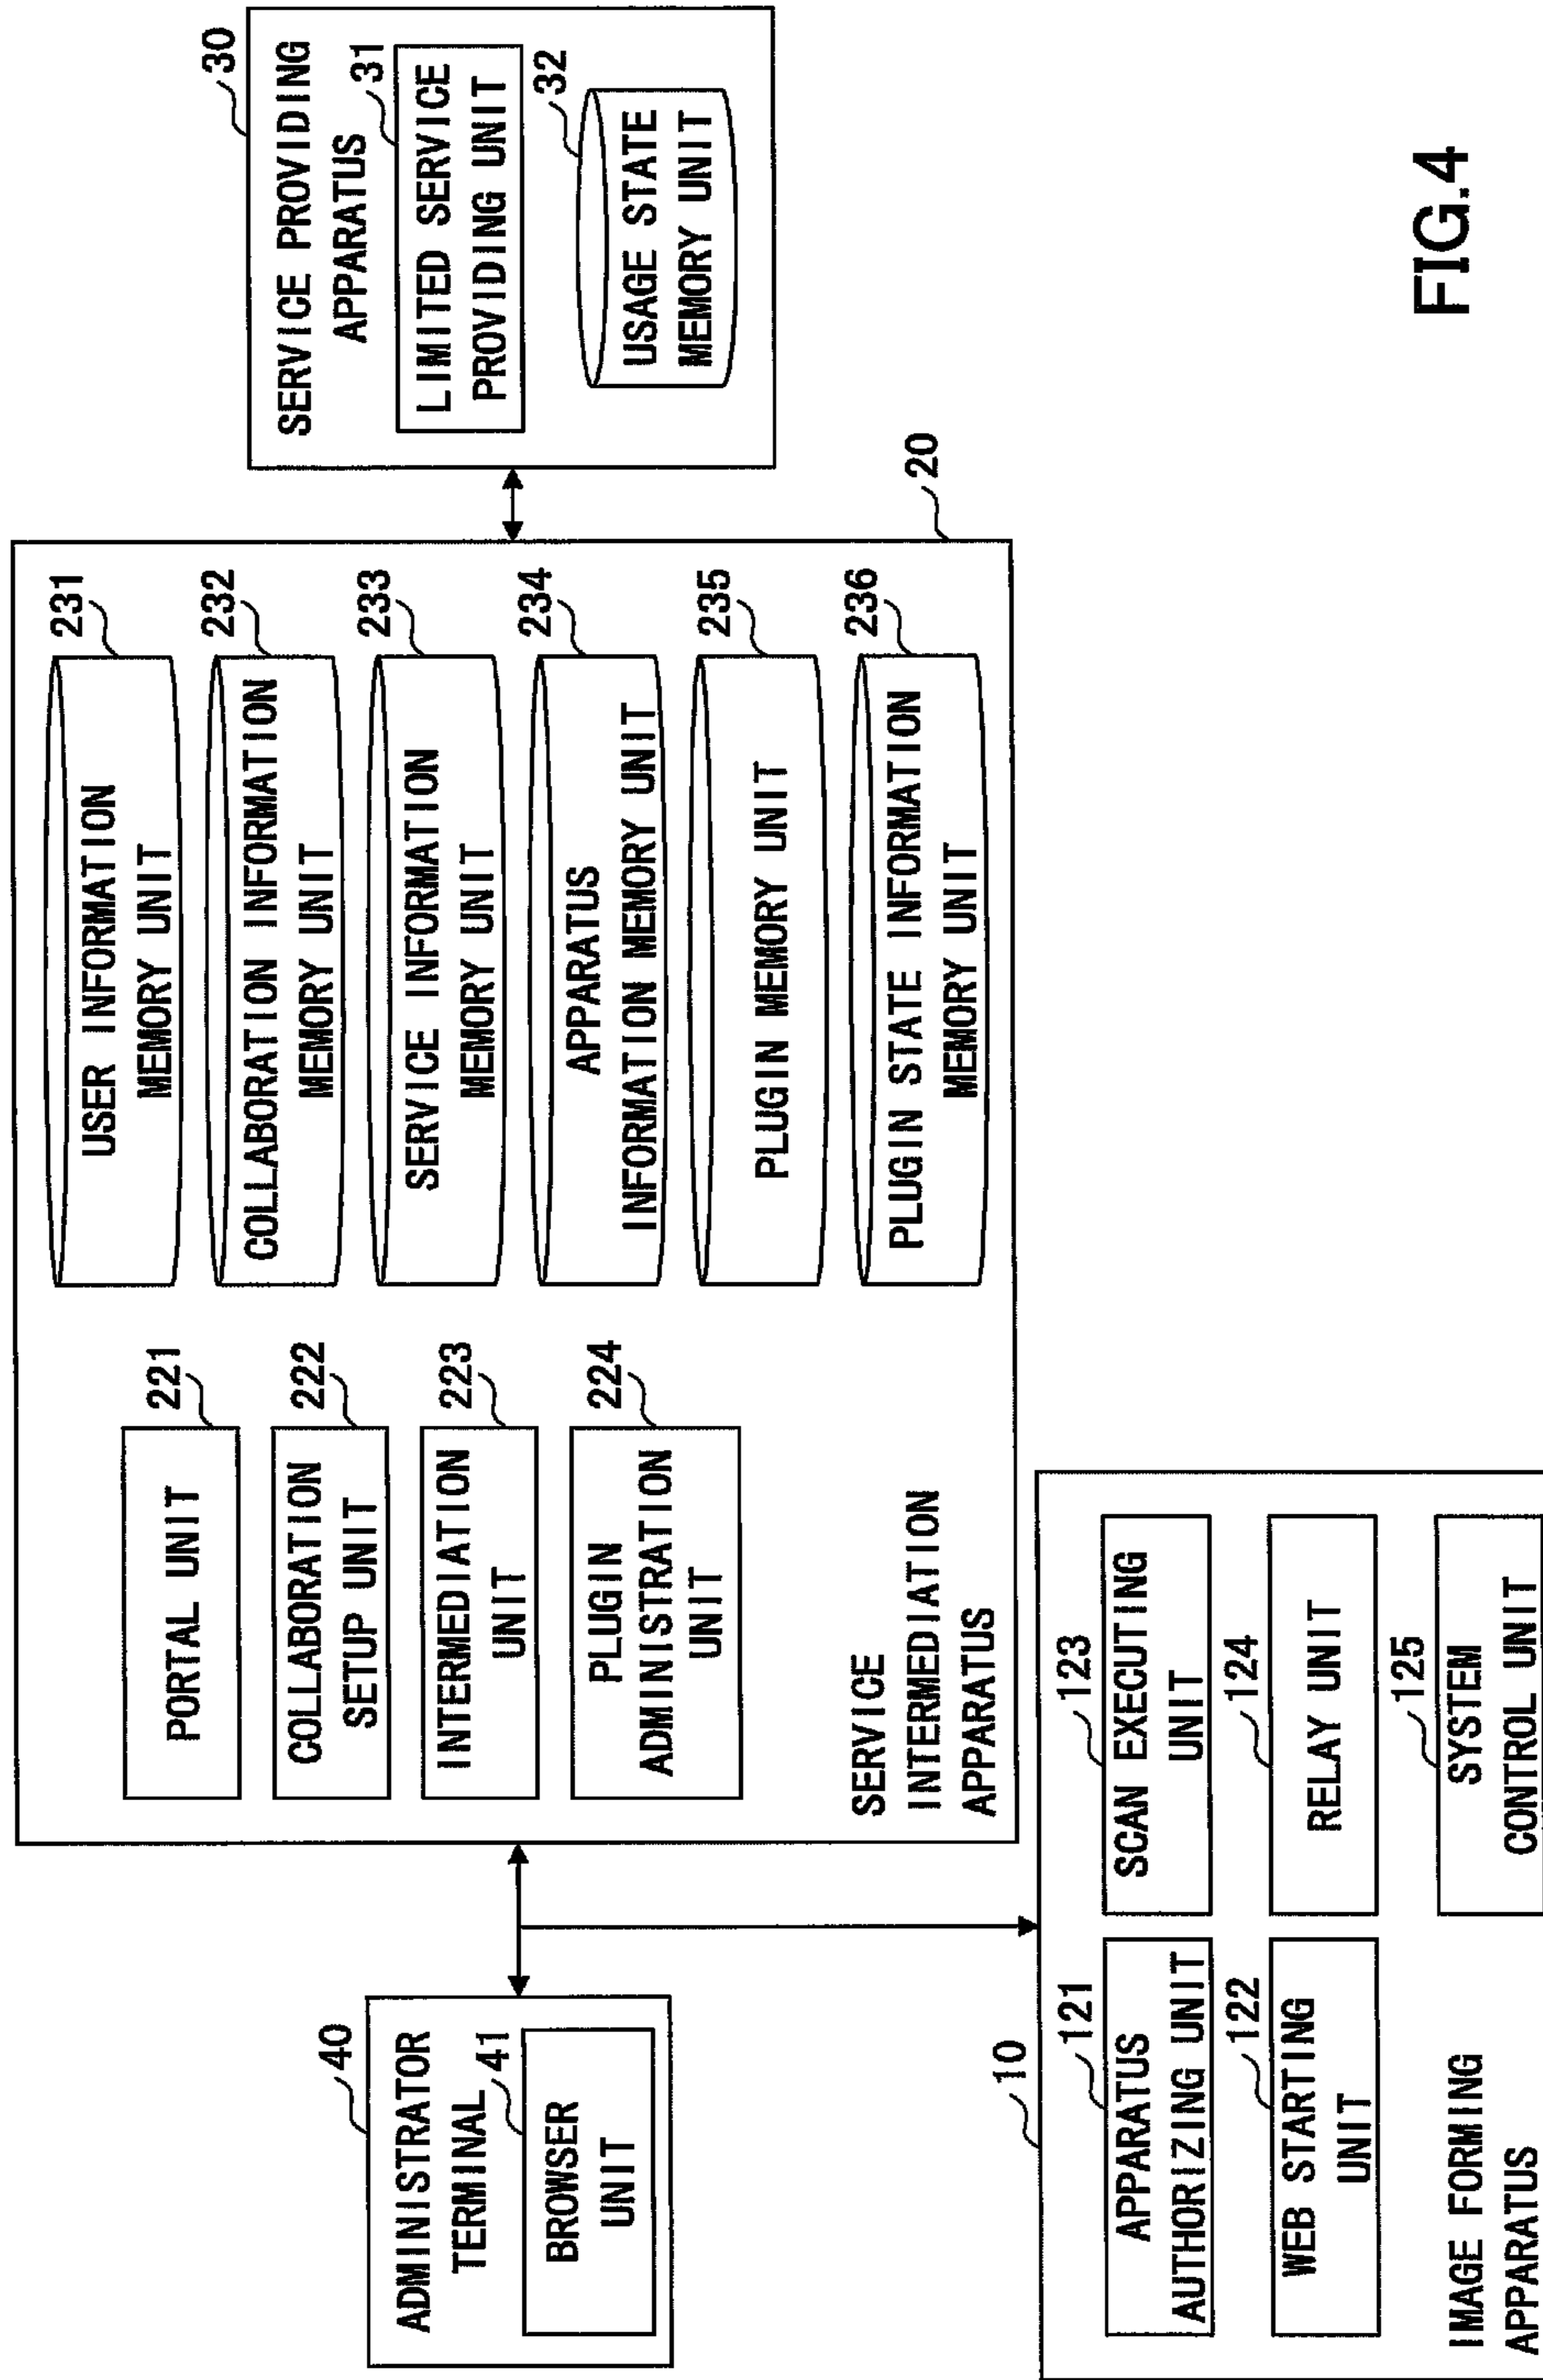 40
ADMINISTRATOR
TERMINAL
41
BROWSER
UNIT
221
PORTAL UNIT
222
COLLABORATION
SETUP UNIT
223
INTERMEDIATION
UNIT
224
PLUGIN
ADMINISTRATION
UNIT
SERVICE
INTERMEDIATION
APPARATUS
231
USER INFORMATION
MEMORY UNIT
232
COLLABORATION INFORMATION
MEMORY UNIT
233
SERVICE INFORMATION
MEMORY UNIT
234
APPARATUS
INFORMATION MEMORY UNIT
235
PLUGIN MEMORY UNIT
236
PLUGIN STATE INFORMATION
MEMORY UNIT
20
30
SERVICE PROVIDING
APPARATUS
31
LIMITED SERVICE
PROVIDING UNIT
32
USAGE STATE
MEMORY UNIT
10
121
APPARATUS
AUTHORIZING UNIT
122
WEB STARTING
UNIT
123
SCAN EXECUTING
UNIT
124
RELAY UNIT
125
SYSTEM
CONTROL UNIT
IMAGE FORMING
APPARATUS
FIG.4